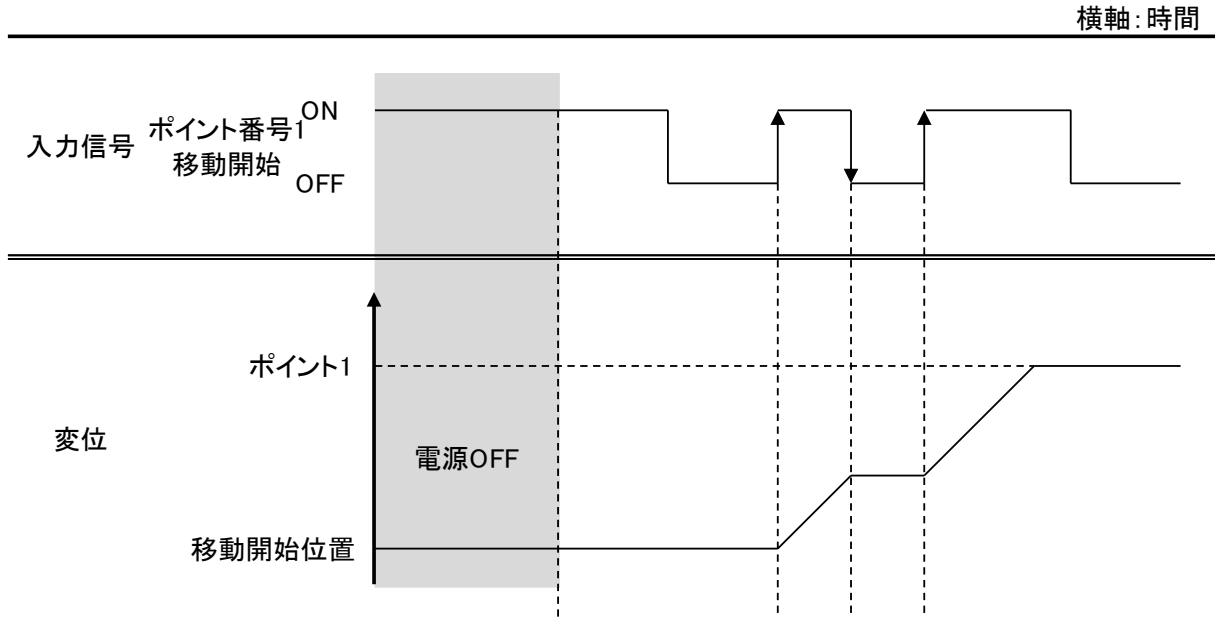 横軸：時間
入力信号
ポイント番号1
移動開始
ON
OFF
ポイント1
変位
電源OFF
移動開始位置